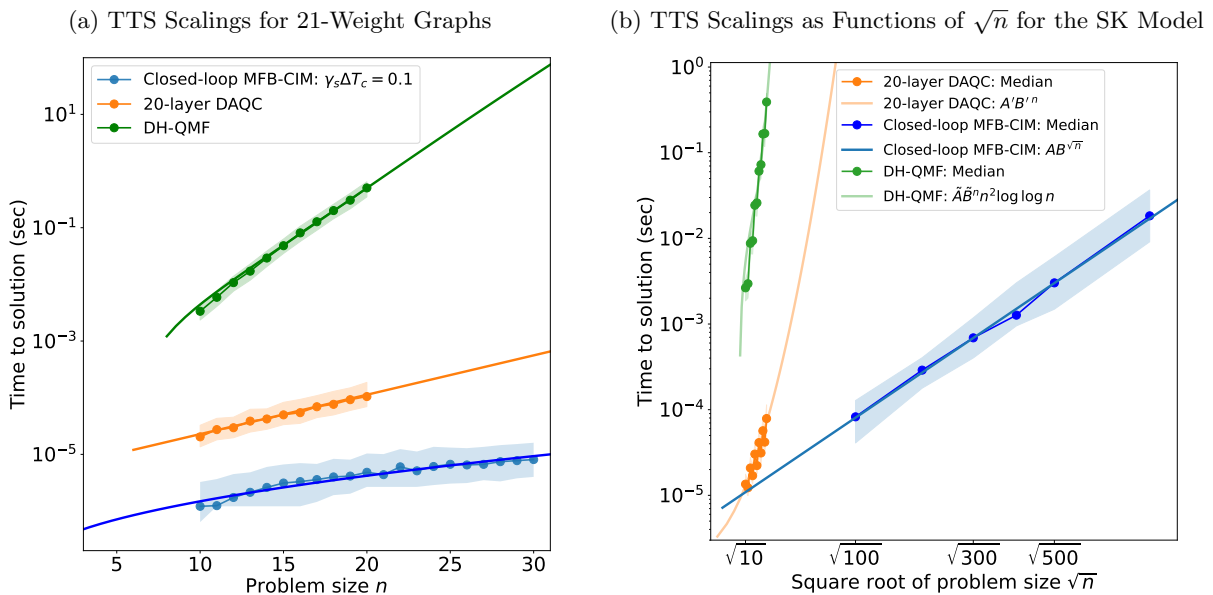 (a) TTS Scalings for 21-Weight Graphs
Closed-loop MFB-CIM: γₛΔT꜀ = 0.1
20-layer DAQC
DH-QMF
10¹
10⁻¹
10⁻³
10⁻⁵
Time to solution (sec)
5
10
15
20
25
30
Problem size n
(b) TTS Scalings as Functions of √n for the SK Model
20-layer DAQC: Median
20-layer DAQC: A′B′ⁿ
Closed-loop MFB-CIM: Median
Closed-loop MFB-CIM: AB^√n
DH-QMF: Median
DH-QMF: ÃB̃ⁿn²log log n
10⁰
10⁻¹
10⁻²
10⁻³
10⁻⁴
10⁻⁵
Time to solution (sec)
√10
√100
√300
√500
Square root of problem size √n